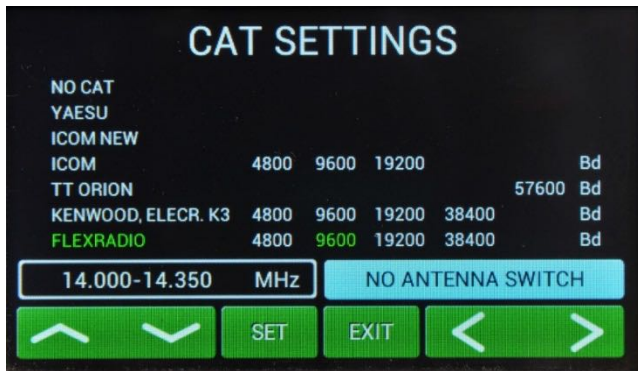 CAT SETTINGS
NO CAT
YAESU
ICOM NEW
ICOM 4800 9600 19200 Bd
TT ORION 57600 Bd
KENWOOD, ELECR. K3 4800 9600 19200 38400 Bd
FLEXRADIO 4800 9600 19200 38400 Bd
14.000-14.350 MHz NO ANTENNA SWITCH
SET EXIT